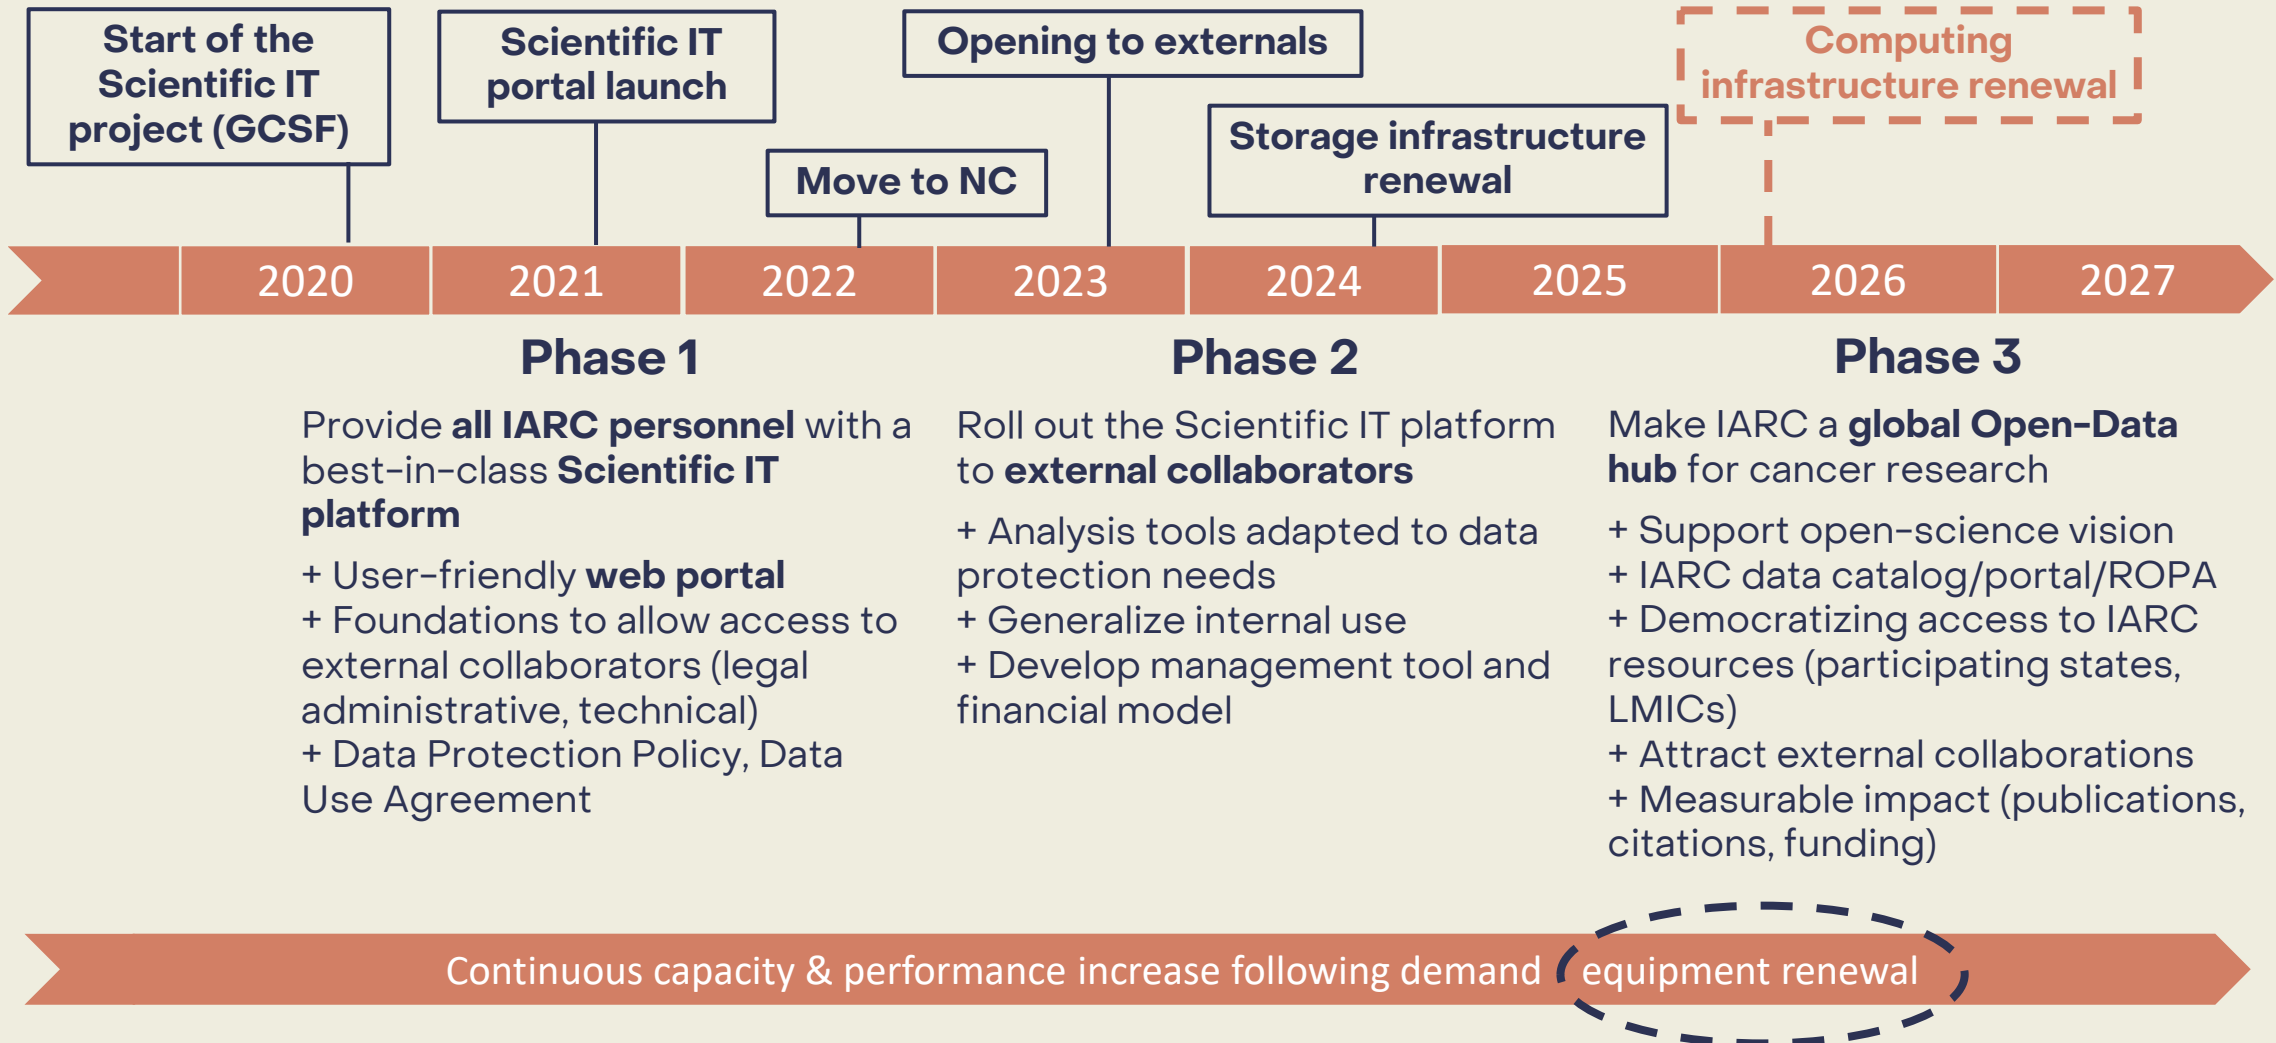 Start of the
Scientific IT
project (GCSF)
Scientific IT
portal launch
Move to NC
Opening to externals
Storage infrastructure
renewal
Computing
infrastructure renewal
2020
2021
2022
2023
2024
2025
2026
2027
Phase 1
Provide all IARC personnel with a
best-in-class Scientific IT
platform
+ User-friendly web portal
+ Foundations to allow access to
external collaborators (legal
administrative, technical)
+ Data Protection Policy, Data
Use Agreement
Phase 2
Roll out the Scientific IT platform
to external collaborators
+ Analysis tools adapted to data
protection needs
+ Generalize internal use
+ Develop management tool and
financial model
Phase 3
Make IARC a global Open-Data
hub for cancer research
+ Support open-science vision
+ IARC data catalog/portal/ROPA
+ Democratizing access to IARC
resources (participating states,
LMICs)
+ Attract external collaborations
+ Measurable impact (publications,
citations, funding)
Continuous capacity & performance increase following demand equipment renewal